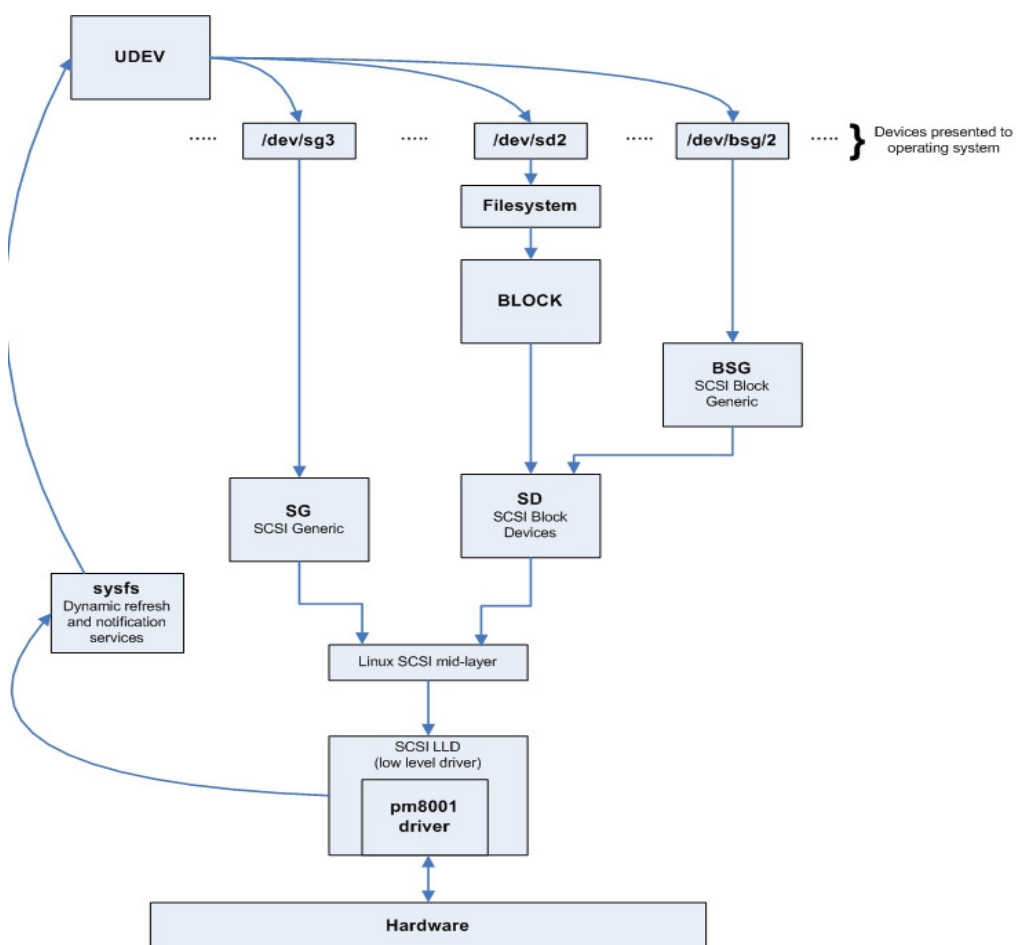 UDEV
..... /dev/sg3 ..... /dev/sd2 ..... /dev/bsg/2 ..... }
Devices presented to
operating system
Filesystem
BLOCK
BSG
SCSI Block
Generic
SG
SCSI Generic
SD
SCSI Block
Devices
sysfs
Dynamic refresh
and notification
services
Linux SCSI mid-layer
SCSI LLD
(low level driver)
pm8001
driver
Hardware